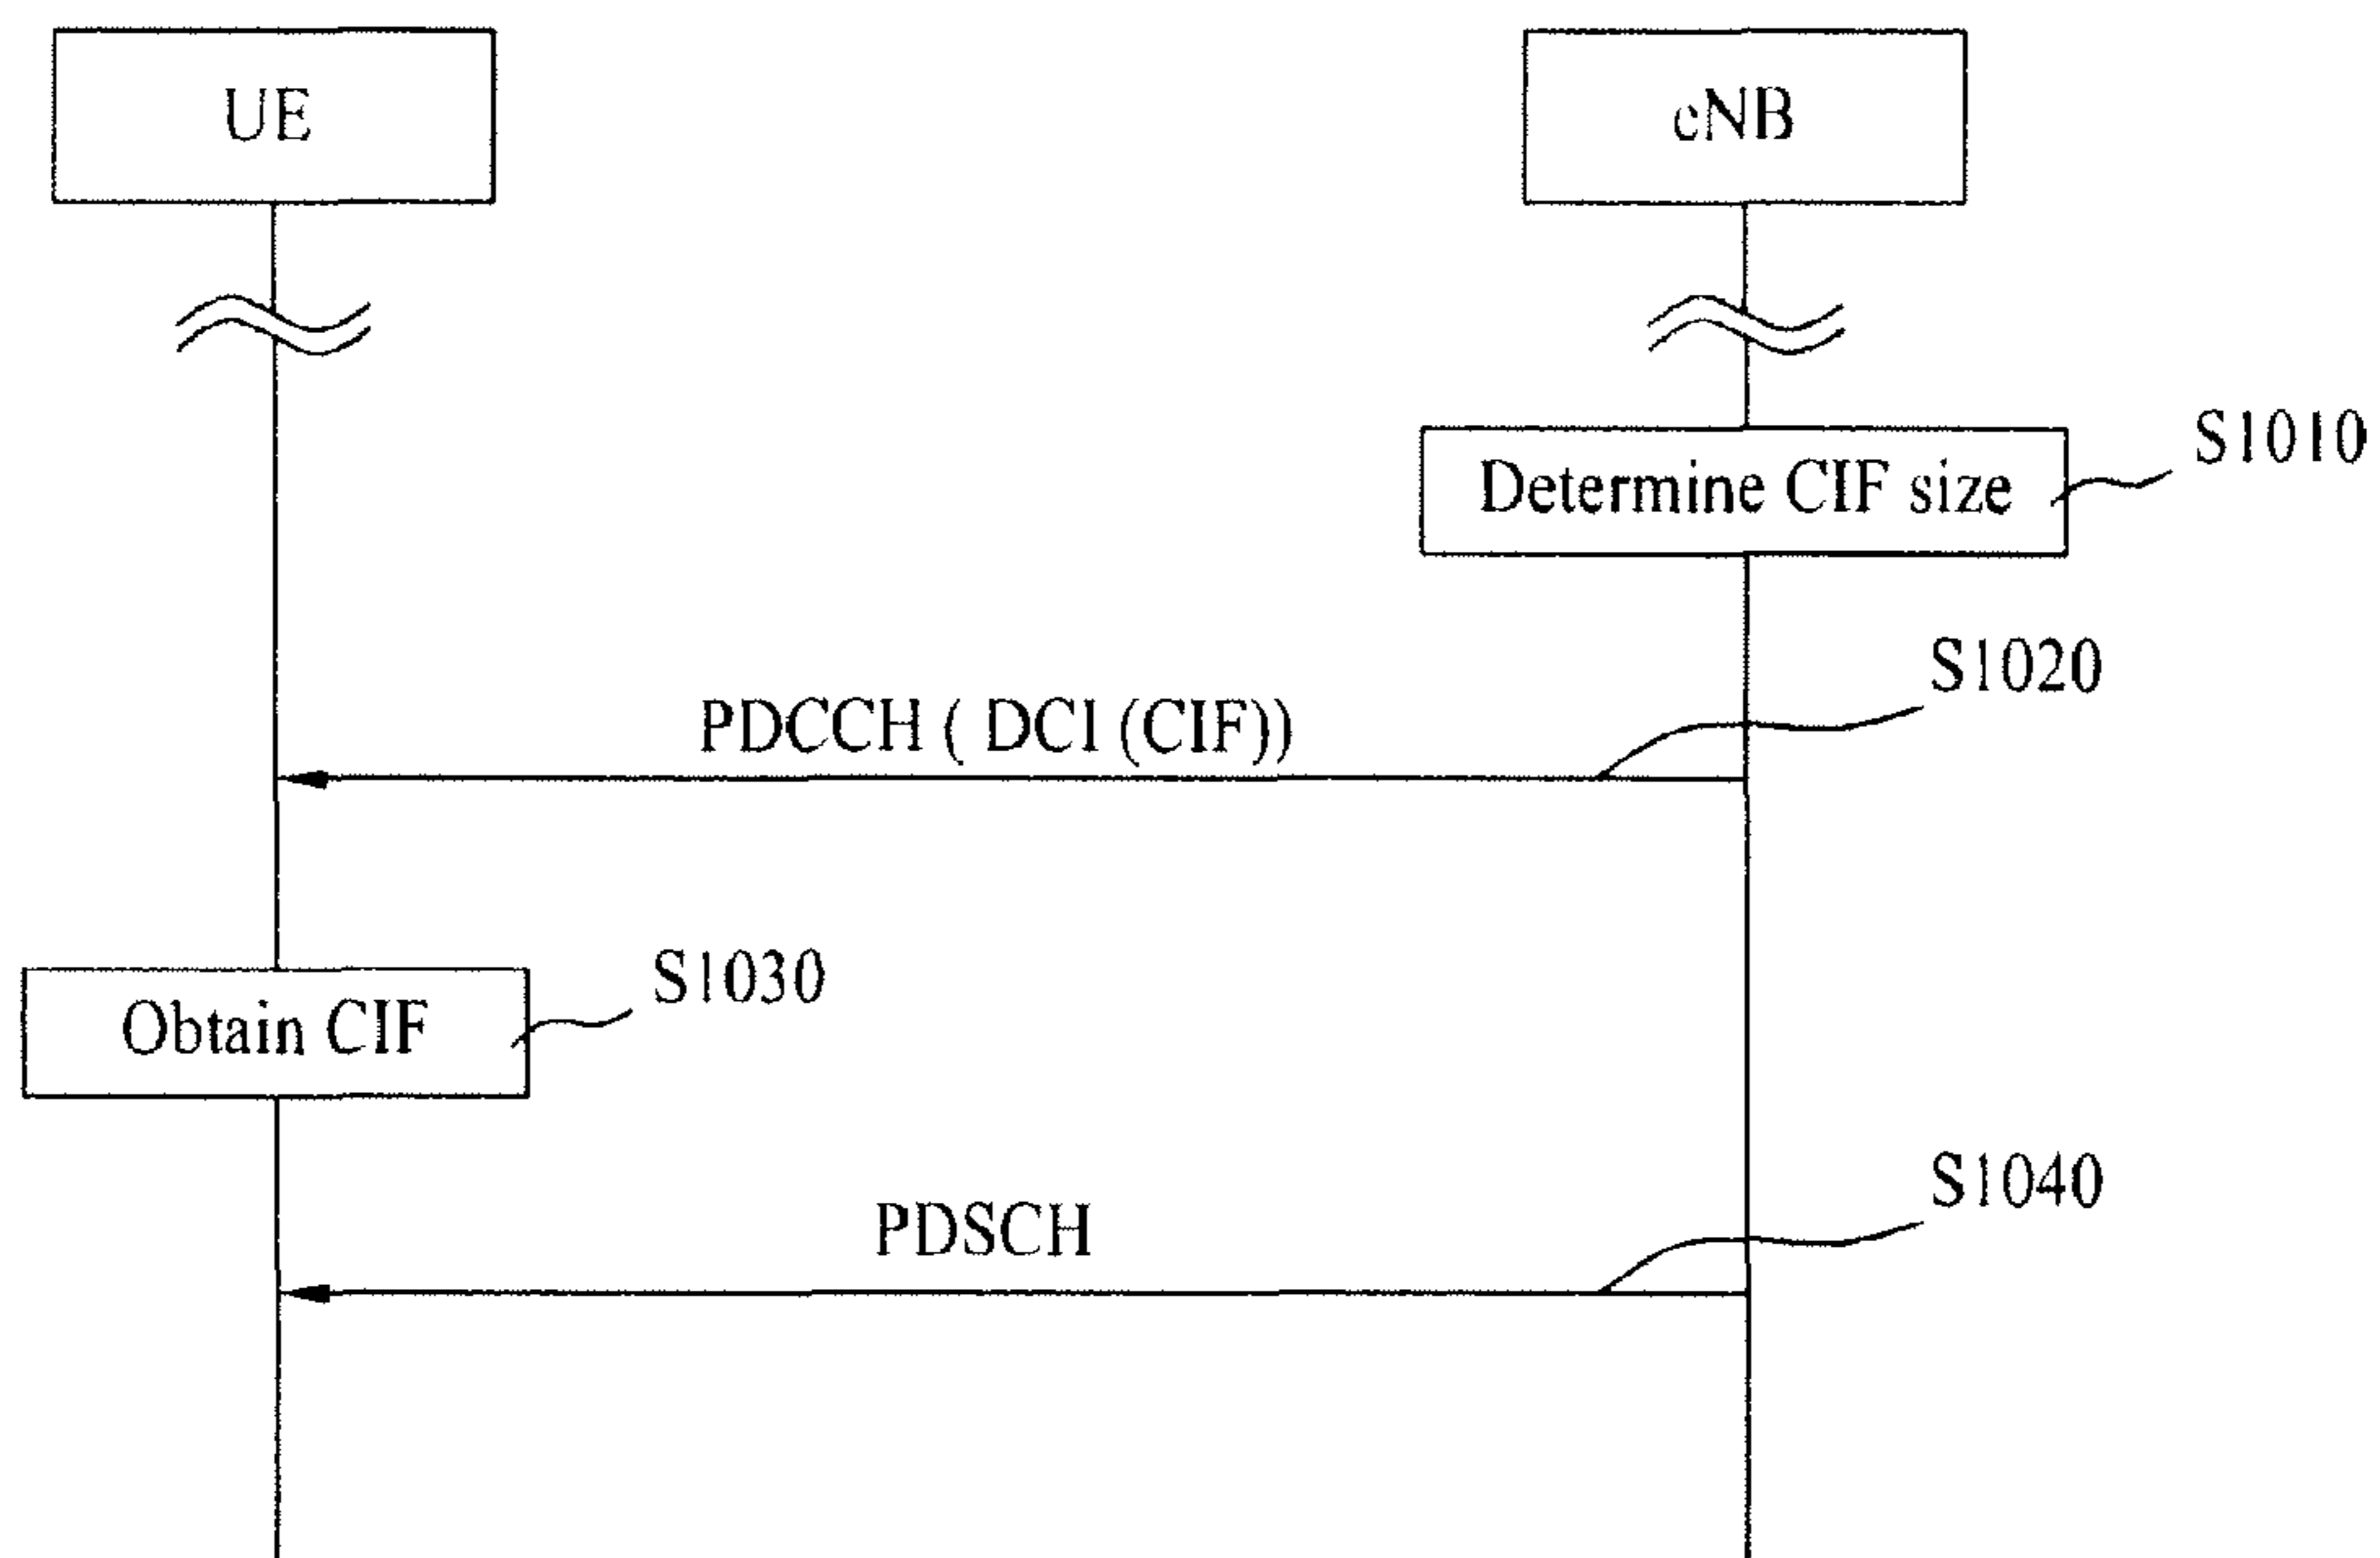 UE
eNB
S1010
Determine CIF size
S1020
PDCCH ( DCI (CIF))
S1030
Obtain CIF
S1040
PDSCH